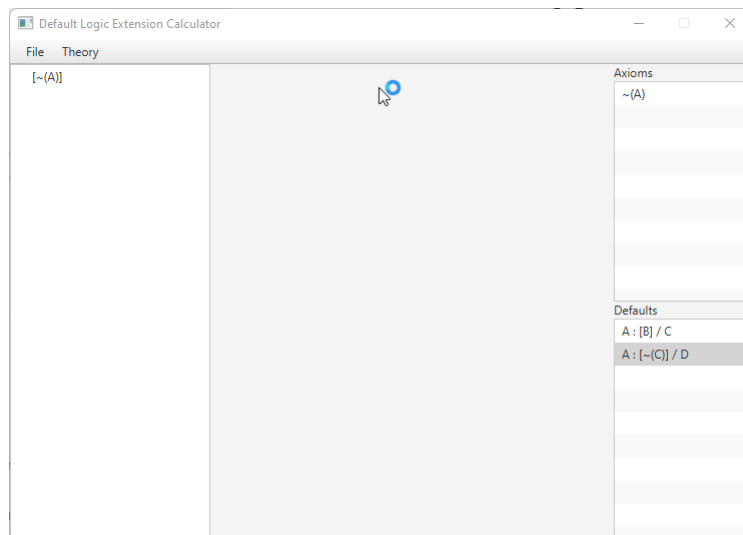 Default Logic Extension Calculator
File Theory
[~(A)]
Axioms
~(A)
Defaults
A : [B] / C
A : [~(C)] / D